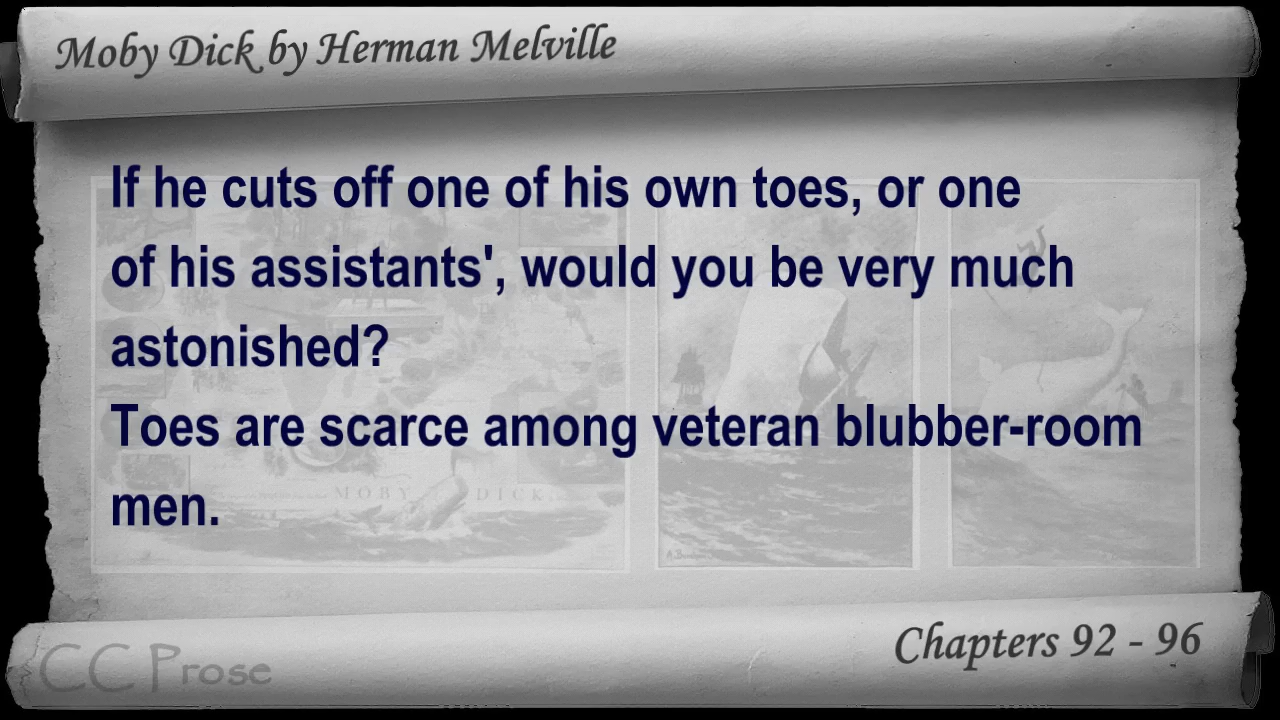 Moby Dick by Herman Melville
If he cuts off one of his own toes, or one
of his assistants', would you be very much
astonished?
Toes are scarce among veteran blubber-room
men.
MOBY DICK
Chapters 92 - 96
CC Prose